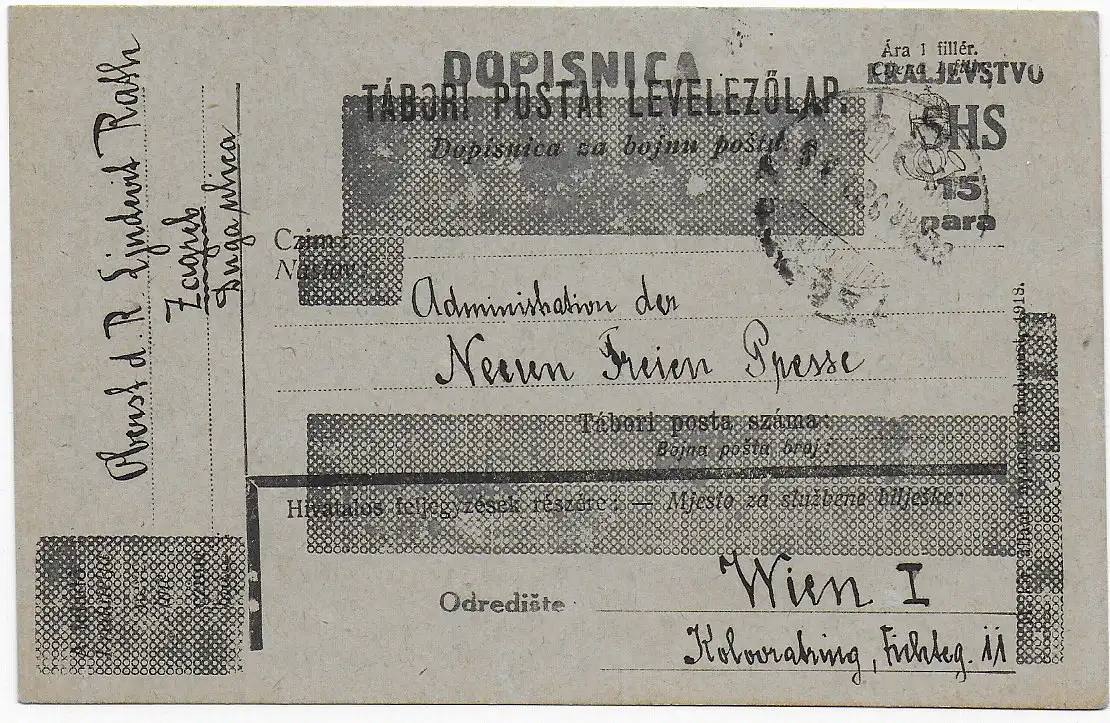 Ára 1 fillér.
DOPISNICA
KRALJEVSTVO
TÁBORI POSTAI LEVELEZŐLAP.
SHS
Dopisnica za bojnu poštu.
15
para
Czim:
Naslov:
Administration der
Neuen Freien Presse
Tábori posta száma:
Bojna pošta broj:
Hivatalos feljegyzések részére: — Mjesto za službene bilješke:
Odredište
Wien I
Kolowratring, Fichteg. 11
Oberst d. R. Ljudevit Rath
Zagreb
Duga ulica
1918.